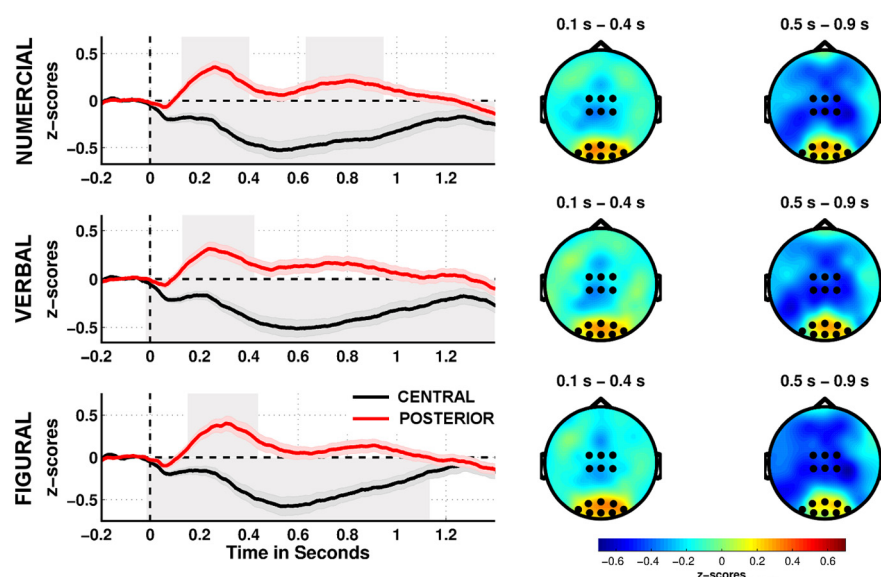 NUMERCIAL
z-scores
0.5
0
-0.5
-0.2 0 0.2 0.4 0.6 0.8 1 1.2
0.1 s - 0.4 s
0.5 s - 0.9 s
VERBAL
z-scores
0.5
0
-0.5
-0.2 0 0.2 0.4 0.6 0.8 1 1.2
0.1 s - 0.4 s
0.5 s - 0.9 s
FIGURAL
z-scores
0.5
0
-0.5
CENTRAL
POSTERIOR
-0.2 0 0.2 0.4 0.6 0.8 1 1.2
Time in Seconds
0.1 s - 0.4 s
0.5 s - 0.9 s
-0.6 -0.4 -0.2 0 0.2 0.4 0.6
z-scores